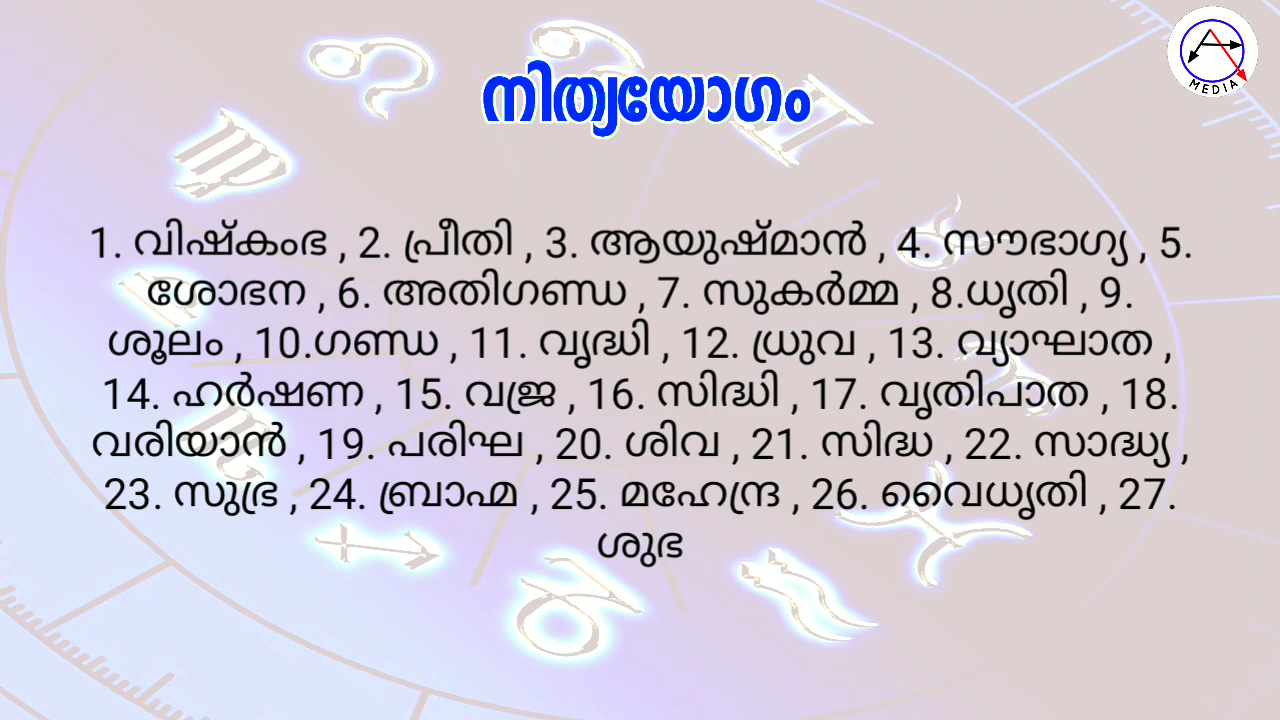 നിത്യയോഗം
MEDIA
1. വിഷ്കംഭ , 2. പ്രീതി , 3. ആയുഷ്മാൻ , 4. സൗഭാഗ്യ , 5.
ശോഭന , 6. അതിഗണ്ഡ , 7. സുകർമ്മ , 8.ധൃതി , 9.
ശൂലം , 10.ഗണ്ഡ , 11. വൃദ്ധി , 12. ധ്രുവ , 13. വ്യാഘാത ,
14. ഹർഷണ , 15. വജ്ര , 16. സിദ്ധി , 17. വൃതിപാത , 18.
വരിയാൻ , 19. പരിഘ , 20. ശിവ , 21. സിദ്ധ , 22. സാദ്ധ്യ ,
23. സുഭ്ര , 24. ബ്രാഹ്മ , 25. മഹേന്ദ്ര , 26. വൈധൃതി , 27.
ശുഭ